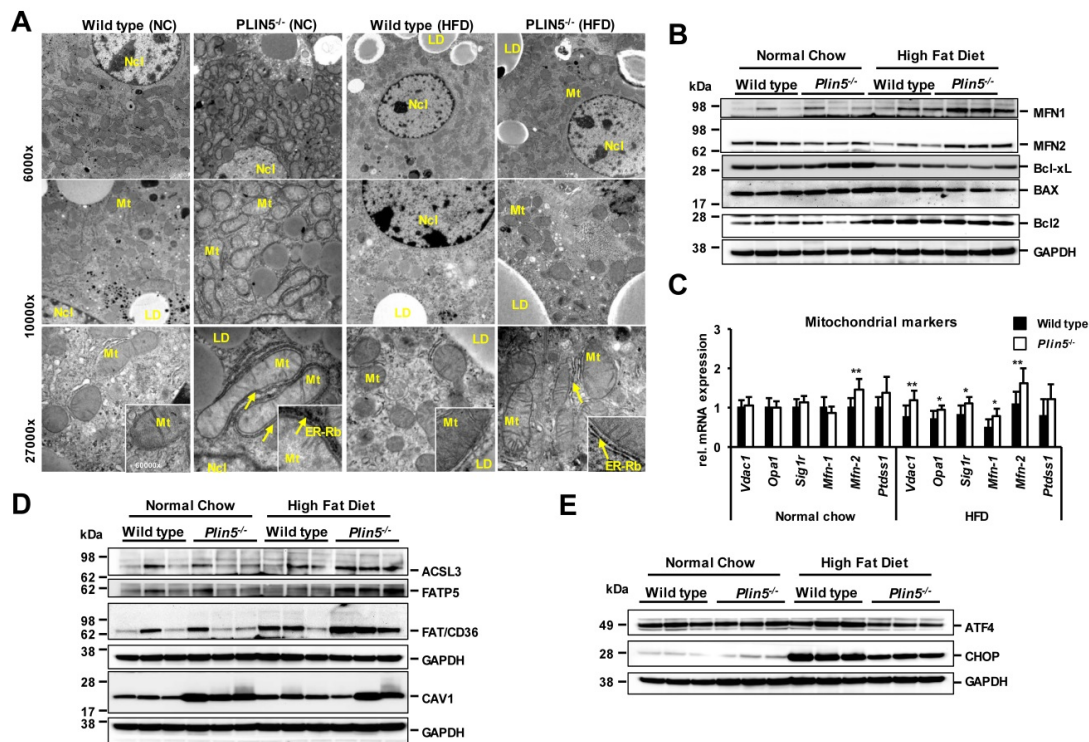 A
Wild type (NC) PLIN5-/- (NC) Wild type (HFD) PLIN5-/- (HFD)
Ncl Ncl Ncl LD Mt LD Ncl
6000x
Mt LD Ncl Mt Mt Ncl LD Mt LD
110000x
Mt Mt 60000x
LD Mt Mt ER-Rb Mt Ncl
Mt LD Mt LD
Mt Mt ER-Rb
27000x
B
Normal Chow High Fat Diet
Wild type Plin5-/- Wild type Plin5-/-
kDa
98 MFN1
98
62 MFN2
28 Bcl-xL
17 BAX
28 Bcl2
38 GAPDH
C
Mitochondrial markers
Wild type
Plin5-/-
rel. mRNA expression
3
2
1
0
** ** * * * **
Vdac1 Opa1 Sig1r Mfn-1 Mfn-2 Ptdss1 Vdac1 Opa1 Sig1r Mfn-1 Mfn-2 Ptdss1
Normal chow HFD
D
Normal Chow High Fat Diet
Wild type Plin5-/- Wild type Plin5-/-
kDa
98
62 ACSL3
62 FATP5
98
62 FAT/CD36
38 GAPDH
28
17 CAV1
38 GAPDH
E
Normal Chow High Fat Diet
Wild type Plin5-/- Wild type Plin5-/-
kDa
49 ATF4
28 CHOP
38 GAPDH